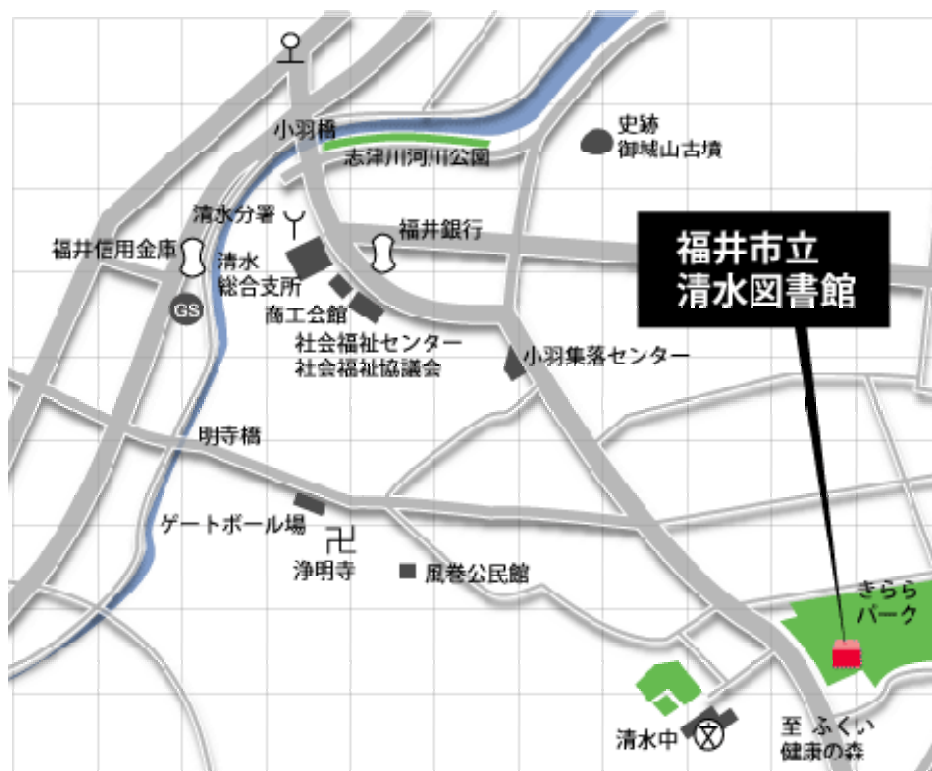 小羽橋
志津川河川公園
史跡
御城山古墳
清水分署
福井銀行
福井信用金庫
清水
総合支所
GS
商工会館
社会福祉センター
社会福祉協議会
福井市立
清水図書館
小羽集落センター
明寺橋
ゲートボール場
卍
浄明寺
風巻公民館
きらら
パーク
清水中
文
至 ふくい
健康の森